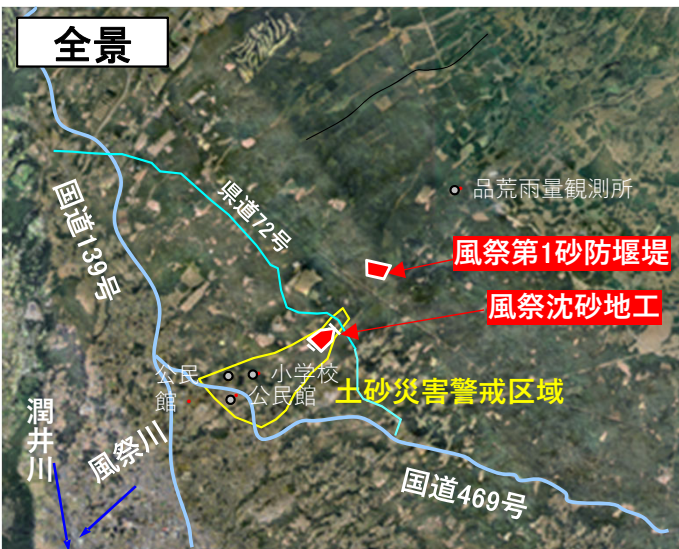 全景
国道139号
県道72号
品荒雨量観測所
風祭第1砂防堰堤
風祭沈砂地工
公民
館
小学校
公民館
土砂災害警戒区域
潤井川
風祭川
国道469号